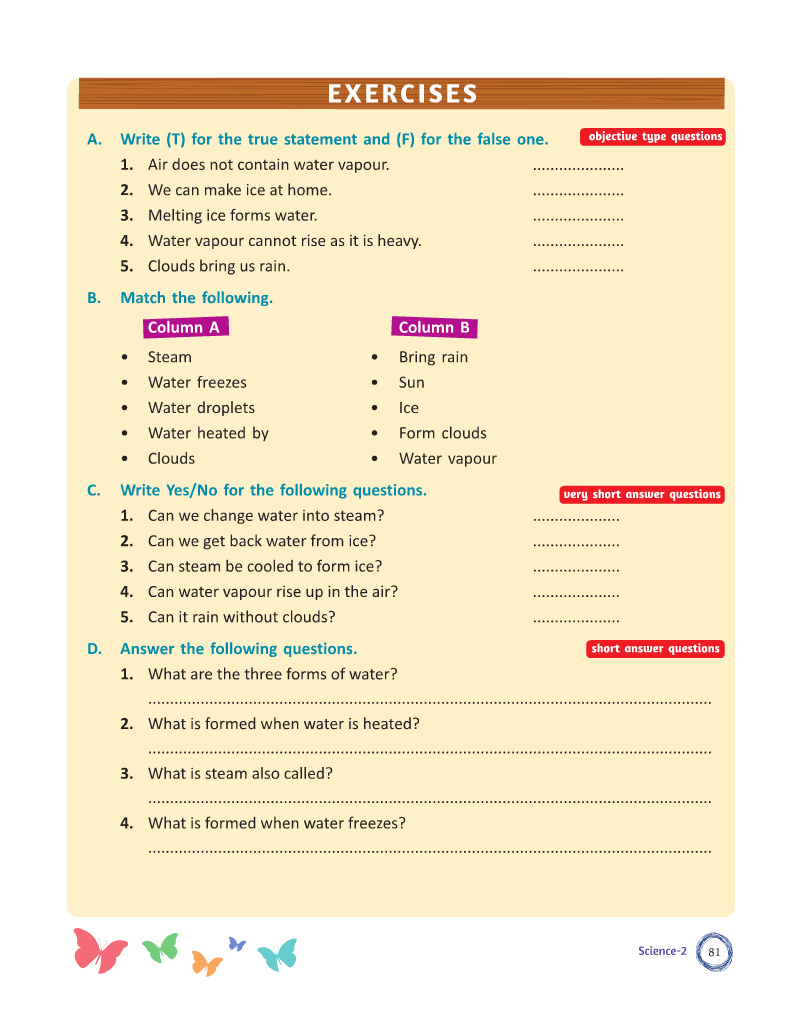 EXERCISES
A. Write (T) for the true statement and (F) for the false one. objective type questions
1. Air does not contain water vapour. .....................
2. We can make ice at home. .....................
3. Melting ice forms water. .....................
4. Water vapour cannot rise as it is heavy. .....................
5. Clouds bring us rain. .....................
B. Match the following.
Column A Column B
• Steam • Bring rain
• Water freezes • Sun
• Water droplets • Ice
• Water heated by • Form clouds
• Clouds • Water vapour
C. Write Yes/No for the following questions. very short answer questions
1. Can we change water into steam? ....................
2. Can we get back water from ice? ....................
3. Can steam be cooled to form ice? ....................
4. Can water vapour rise up in the air? ....................
5. Can it rain without clouds? ....................
D. Answer the following questions. short answer questions
1. What are the three forms of water?
................................................................................................................................
2. What is formed when water is heated?
................................................................................................................................
3. What is steam also called?
................................................................................................................................
4. What is formed when water freezes?
................................................................................................................................
Science-2 81